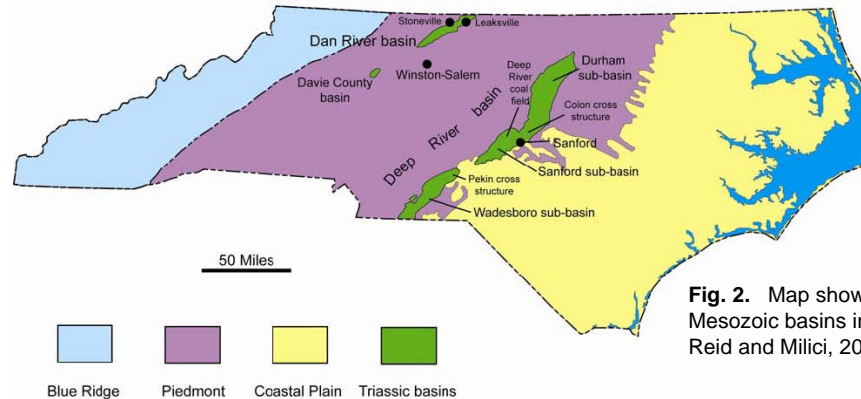 Stoneville
Leaksville
Dan River basin
Davie County
basin
Winston-Salem
Deep
River
coal
field
Durham
sub-basin
Colon cross
structure
Deep River basin
Sanford
Sanford sub-basin
Pekin cross
structure
Wadesboro sub-basin
50 Miles
Fig. 2. Map show
Mesozoic basins in
Reid and Milici, 20
Blue Ridge
Piedmont
Coastal Plain
Triassic basins